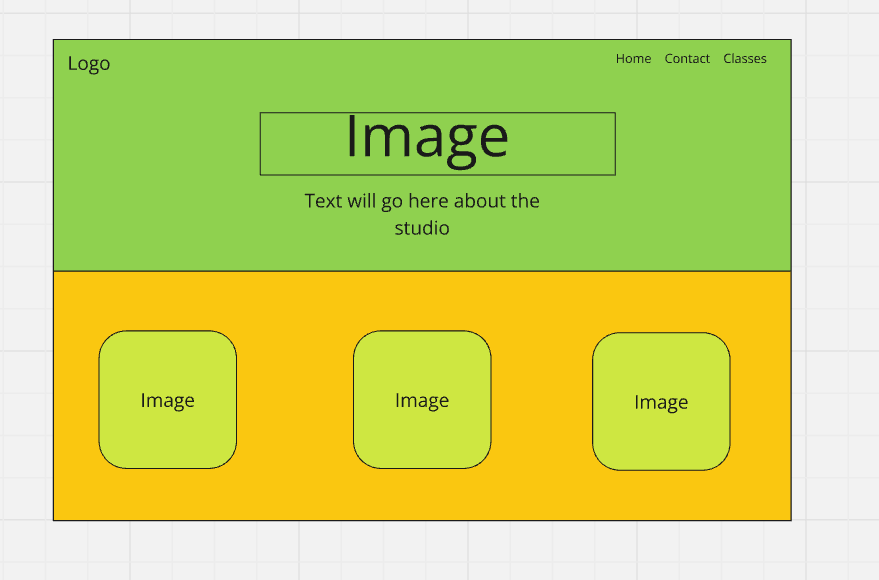 Logo
Home Contact Classes
Image
Text will go here about the
studio
Image Image Image